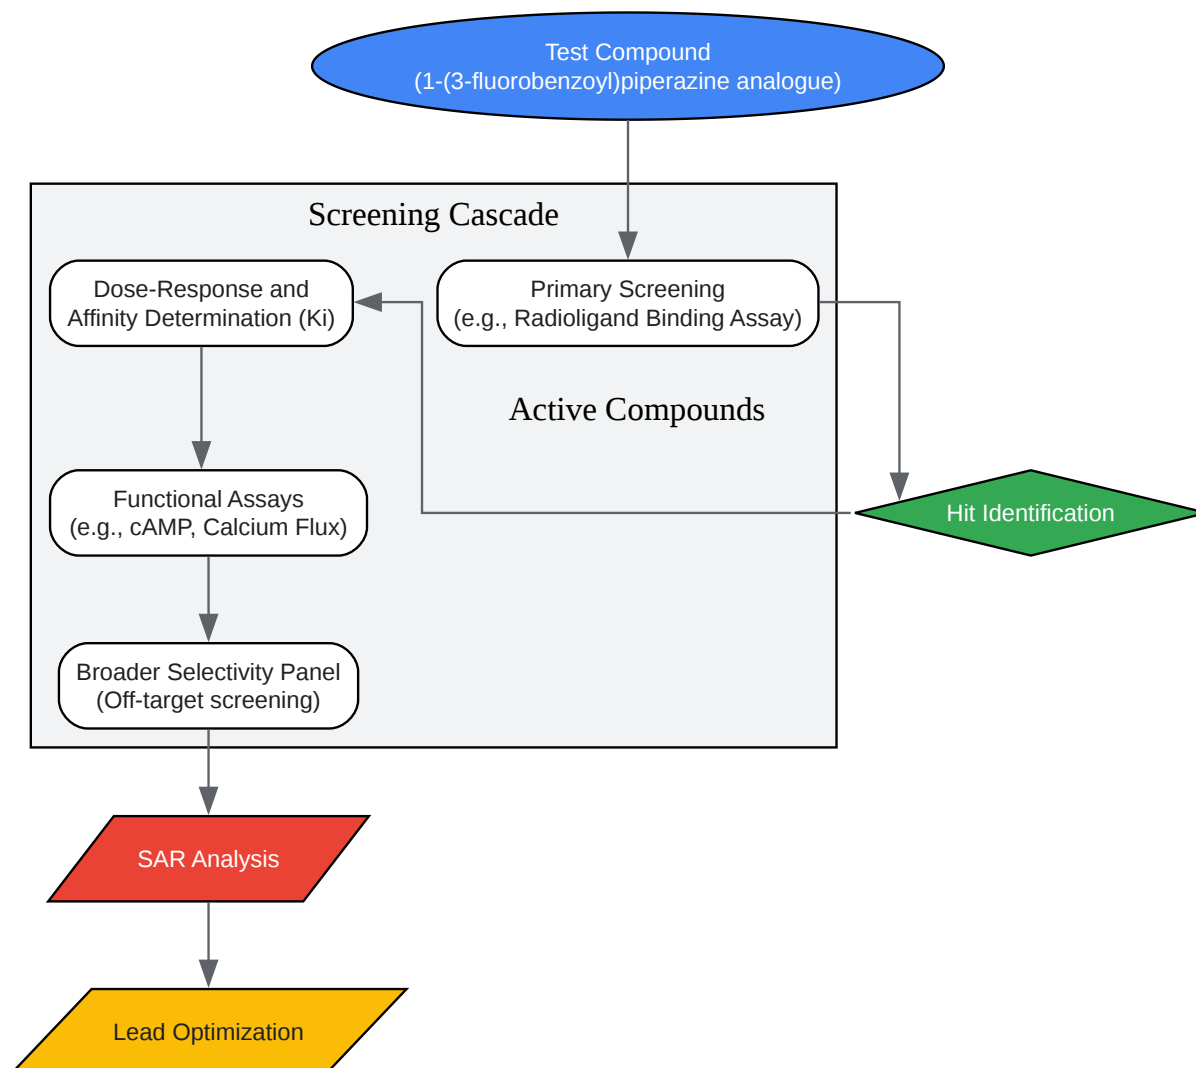 Test Compound
(1-(3-fluorobenzoyl)piperazine analogue)
Screening Cascade
Primary Screening
(e.g., Radioligand Binding Assay)
Hit Identification
Active Compounds
Dose-Response and
Affinity Determination (Ki)
Functional Assays
(e.g., cAMP, Calcium Flux)
Broader Selectivity Panel
(Off-target screening)
SAR Analysis
Lead Optimization